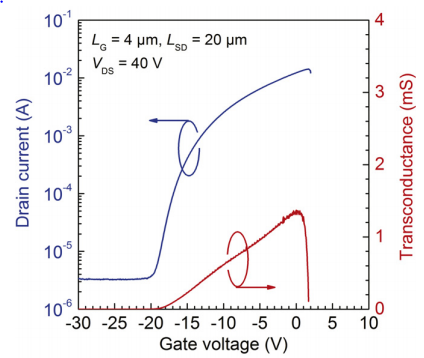 10⁻¹
10⁻²
10⁻³
10⁻⁴
10⁻⁵
10⁻⁶
Drain current (A)
L_G = 4 μm, L_SD = 20 μm
V_DS = 40 V
4
3
2
1
0
Transconductance (mS)
-30 -25 -20 -15 -10 -5 0 5 10
Gate voltage (V)